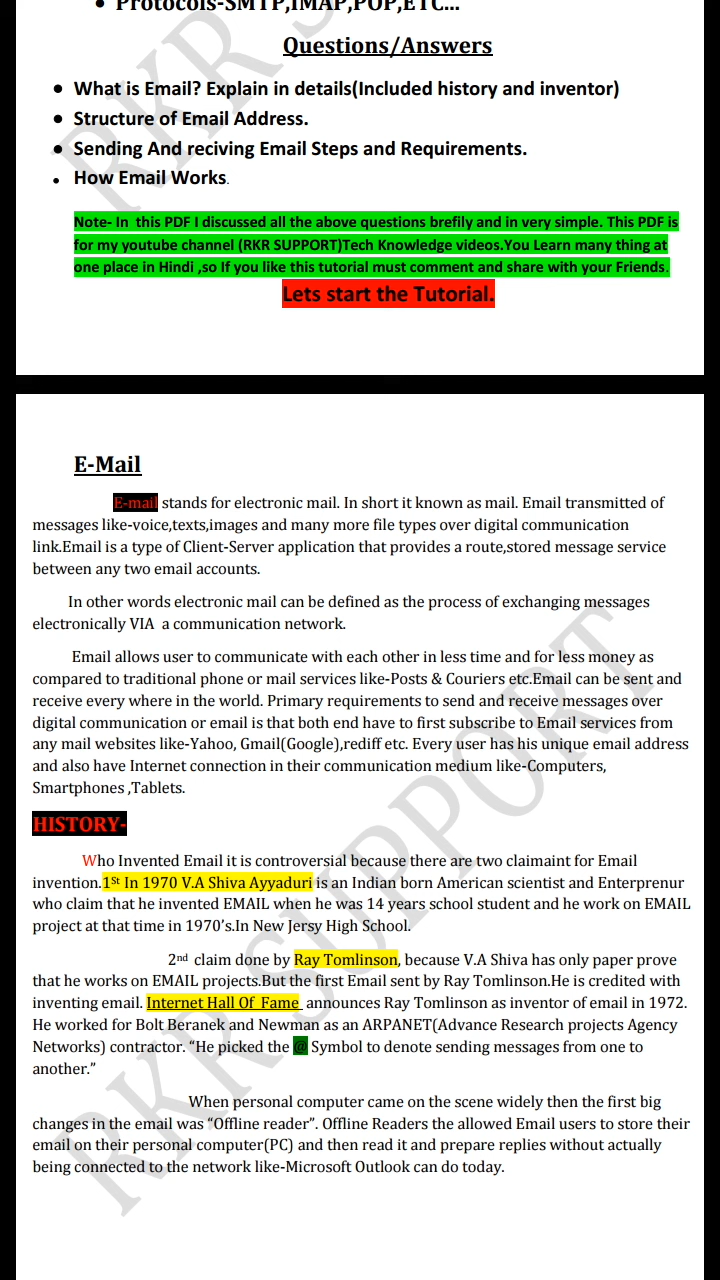 • Protocols-SMTP,IMAP,POP,ETC...
Questions/Answers
• What is Email? Explain in details(Included history and inventor)
• Structure of Email Address.
• Sending And reciving Email Steps and Requirements.
• How Email Works.
Note- In this PDF I discussed all the above questions brefily and in very simple. This PDF is
for my youtube channel (RKR SUPPORT)Tech Knowledge videos.You Learn many thing at
one place in Hindi ,so If you like this tutorial must comment and share with your Friends.
Lets start the Tutorial.
E-Mail
E-mail stands for electronic mail. In short it known as mail. Email transmitted of
messages like-voice,texts,images and many more file types over digital communication
link.Email is a type of Client-Server application that provides a route,stored message service
between any two email accounts.
In other words electronic mail can be defined as the process of exchanging messages
electronically VIA a communication network.
Email allows user to communicate with each other in less time and for less money as
compared to traditional phone or mail services like-Posts & Couriers etc.Email can be sent and
receive every where in the world. Primary requirements to send and receive messages over
digital communication or email is that both end have to first subscribe to Email services from
any mail websites like-Yahoo, Gmail(Google),rediff etc. Every user has his unique email address
and also have Internet connection in their communication medium like-Computers,
Smartphones ,Tablets.
HISTORY-
Who Invented Email it is controversial because there are two claimaint for Email
invention.1St In 1970 V.A Shiva Ayyaduri is an Indian born American scientist and Enterprenur
who claim that he invented EMAIL when he was 14 years school student and he work on EMAIL
project at that time in 1970's.In New Jersy High School.
2nd claim done by Ray Tomlinson, because V.A Shiva has only paper prove
that he works on EMAIL projects.But the first Email sent by Ray Tomlinson.He is credited with
inventing email. Internet Hall Of Fame announces Ray Tomlinson as inventor of email in 1972.
He worked for Bolt Beranek and Newman as an ARPANET(Advance Research projects Agency
Networks) contractor. “He picked the @ Symbol to denote sending messages from one to
another.”
When personal computer came on the scene widely then the first big
changes in the email was “Offline reader”. Offline Readers the allowed Email users to store their
email on their personal computer(PC) and then read it and prepare replies without actually
being connected to the network like-Microsoft Outlook can do today.
RKR S
RKR SUPPORT